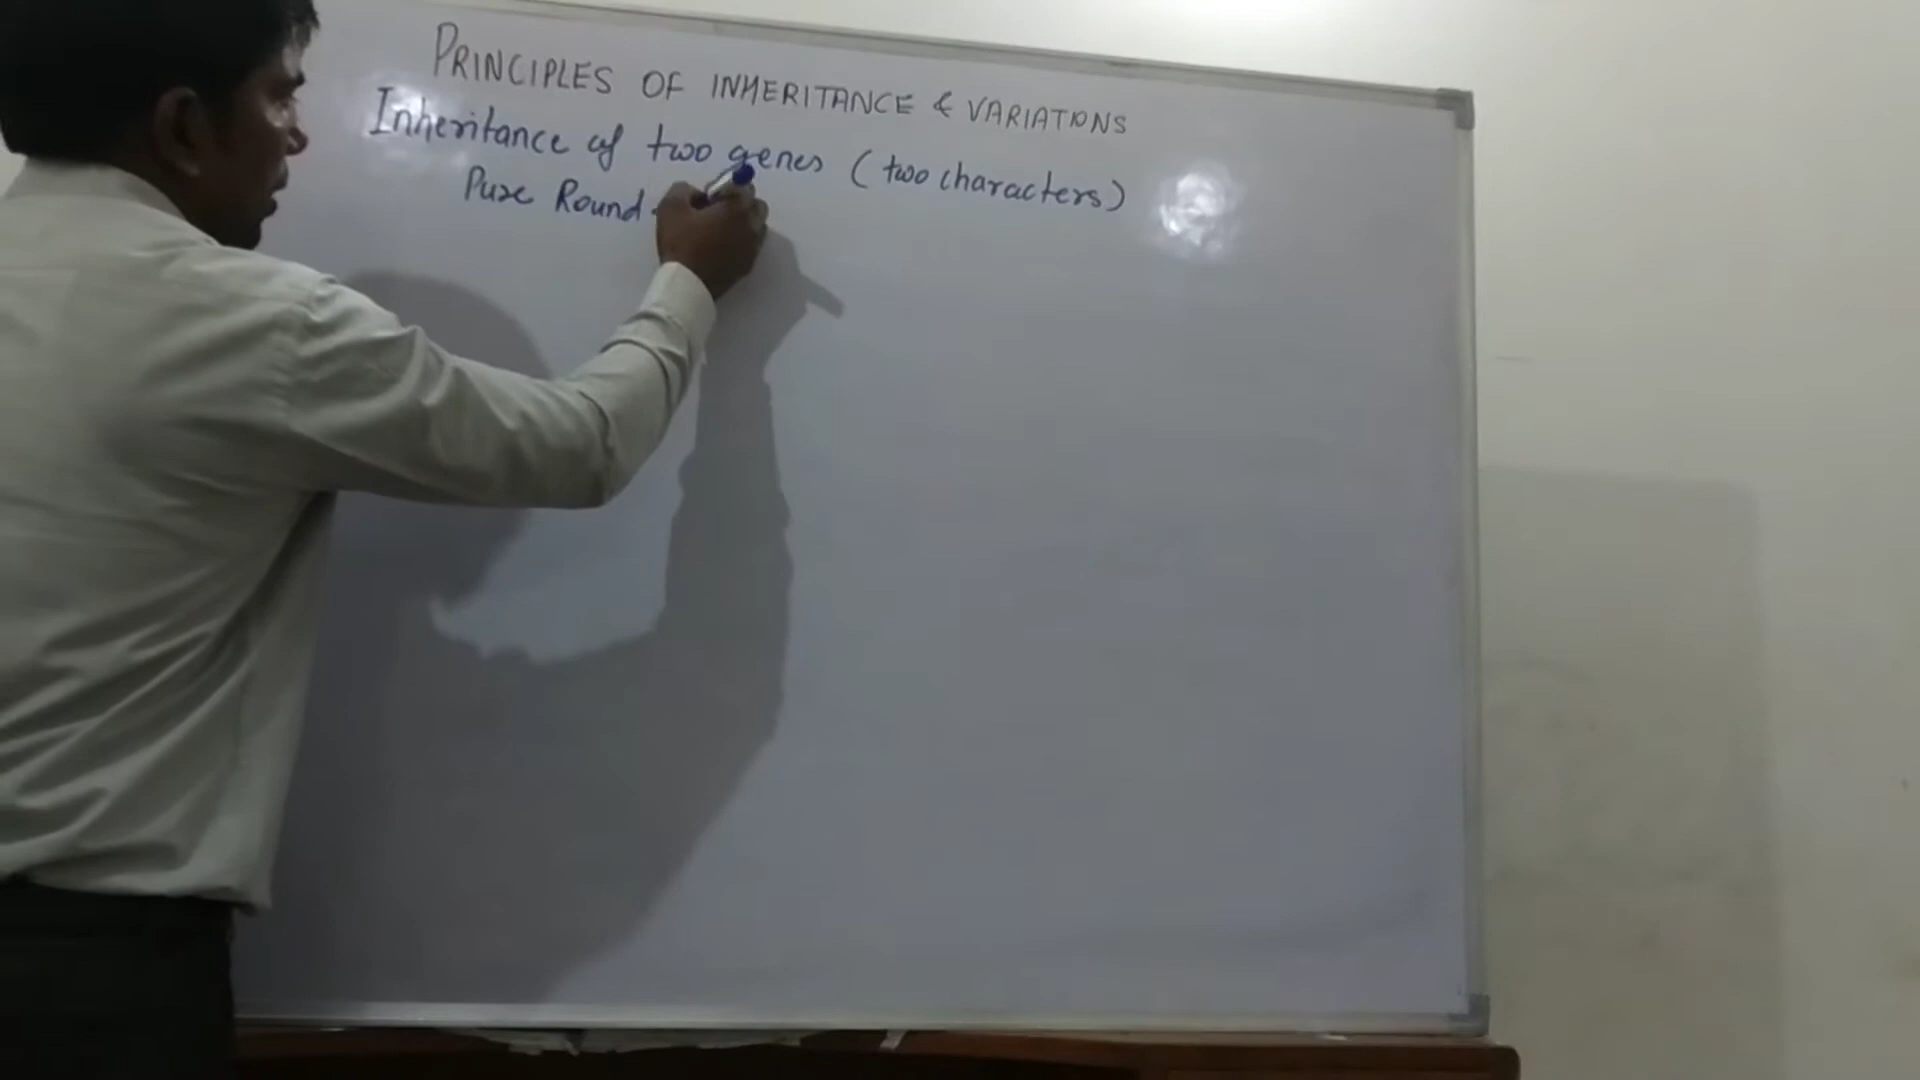 PRINCIPLES OF INHERITANCE & VARIATIONS
Inheritance of two genes (two characters)
Pure Round